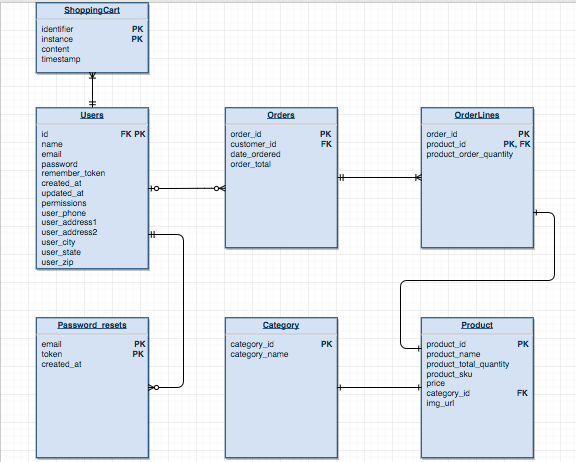 ShoppingCart
identifier PK
instance PK
content
timestamp
Users
id FK PK
name
email
password
remember_token
created_at
updated_at
permissions
user_phone
user_address1
user_address2
user_city
user_state
user_zip
Orders
order_id PK
customer_id FK
date_ordered
order_total
OrderLines
order_id PK
product_id PK, FK
product_order_quantity
Password_resets
email PK
token PK
created_at
Category
category_id PK
category_name
Product
product_id PK
product_name
product_total_quantity
product_sku
price
category_id FK
img_url